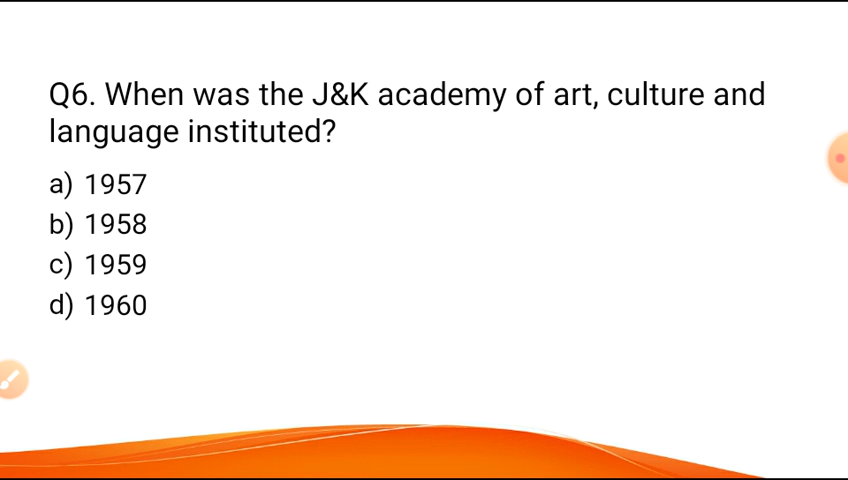 Q6. When was the J&K academy of art, culture and
language instituted?
a) 1957
b) 1958
c) 1959
d) 1960